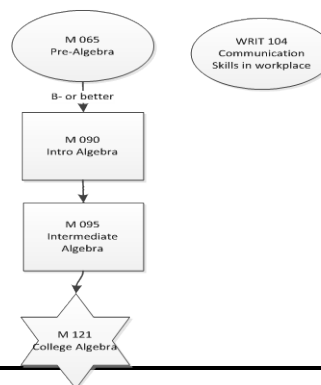 M 065
Pre-Algebra
WRIT 104
Communication
Skills in workplace
B- or better
M 090
Intro Algebra
M 095
Intermediate
Algebra
M 121
College Algebra